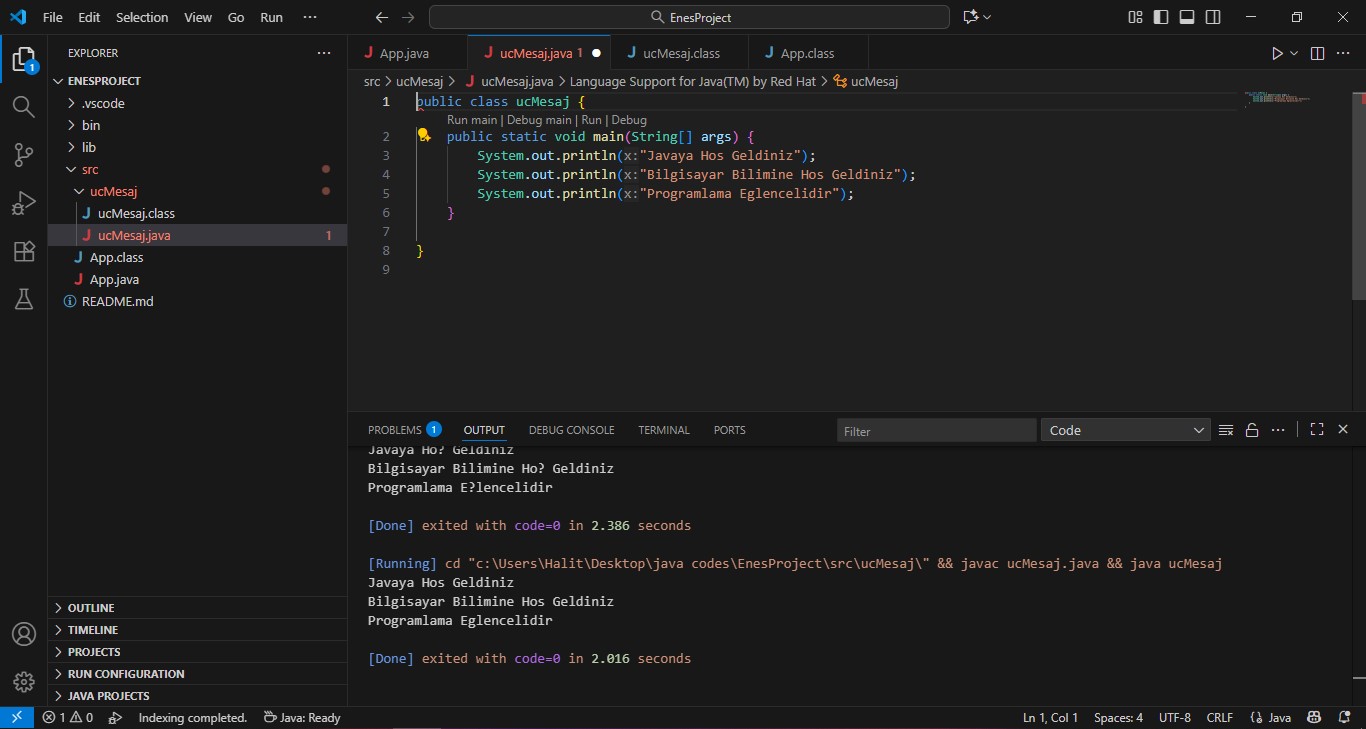 File Edit Selection View Go Run ··· EnesProject
EXPLORER ···
App.java ucMesaj.java 1 ucMesaj.class App.class ···
ENESPROJECT
.vscode
bin
lib
src
ucMesaj
ucMesaj.class
ucMesaj.java 1
App.class
App.java
README.md
OUTLINE
TIMELINE
PROJECTS
RUN CONFIGURATION
JAVA PROJECTS
1
src > ucMesaj > ucMesaj.java > Language Support for Java(TM) by Red Hat > ucMesaj
1 public class ucMesaj {
Run main | Debug main | Run | Debug
2 public static void main(String[] args) {
3 System.out.println(x:"Javaya Hos Geldiniz");
4 System.out.println(x:"Bilgisayar Bilimine Hos Geldiniz");
5 System.out.println(x:"Programlama Eglencelidir");
6 }
7
8 }
9
PROBLEMS 1 OUTPUT DEBUG CONSOLE TERMINAL PORTS Filter Code ···
Javaya Ho? Geldiniz
Bilgisayar Bilimine Ho? Geldiniz
Programlama E?lencelidir
[Done] exited with code=0 in 2.386 seconds
[Running] cd "c:\Users\Halit\Desktop\java codes\EnesProject\src\ucMesaj\" && javac ucMesaj.java && java ucMesaj
Javaya Hos Geldiniz
Bilgisayar Bilimine Hos Geldiniz
Programlama Eglencelidir
[Done] exited with code=0 in 2.016 seconds
1 0 Indexing completed. Java: Ready Ln 1, Col 1 Spaces: 4 UTF-8 CRLF {} Java